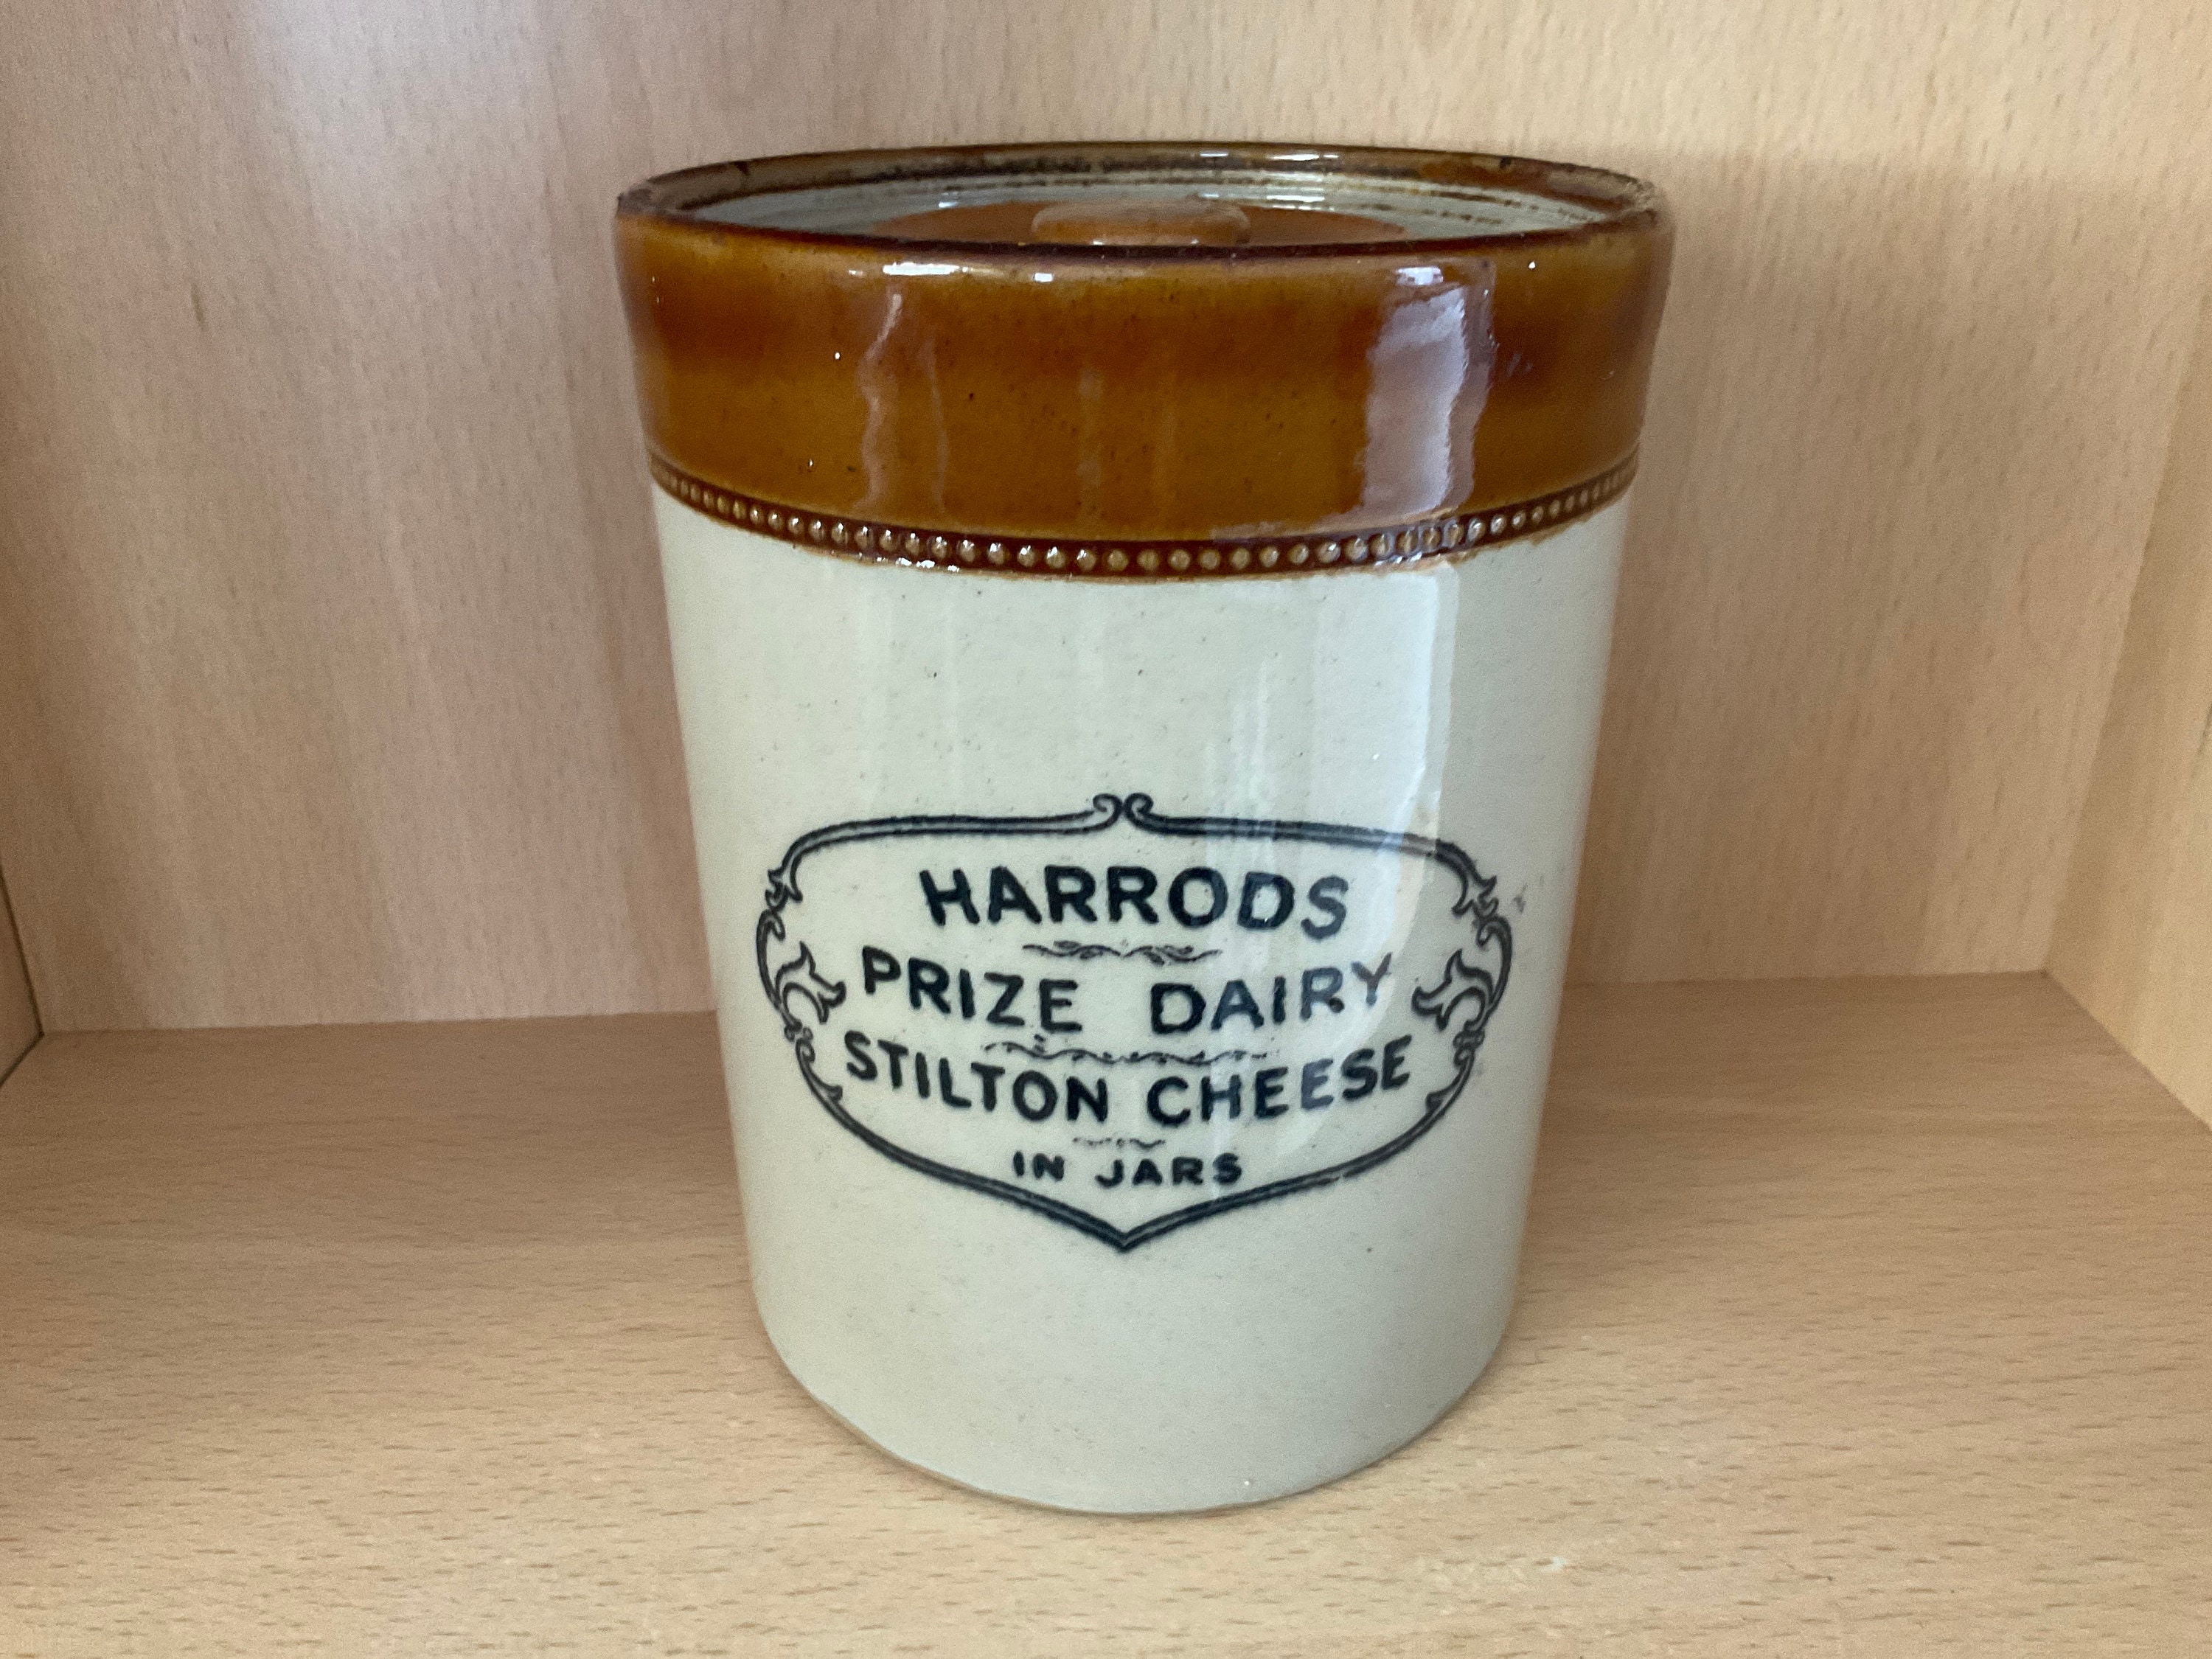 HARRODS
PRIZE DAIRY
STILTON CHEESE
IN JARS